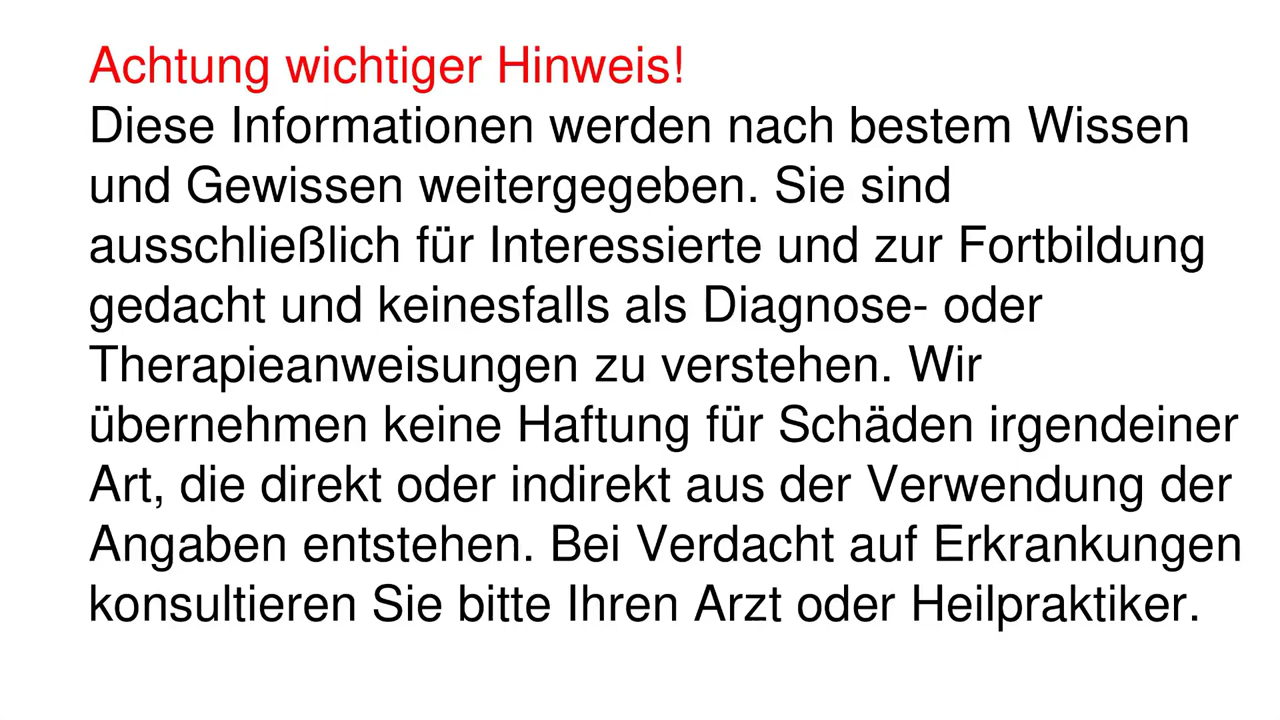 Achtung wichtiger Hinweis!
Diese Informationen werden nach bestem Wissen
und Gewissen weitergegeben. Sie sind
ausschließlich für Interessierte und zur Fortbildung
gedacht und keinesfalls als Diagnose- oder
Therapieanweisungen zu verstehen. Wir
übernehmen keine Haftung für Schäden irgendeiner
Art, die direkt oder indirekt aus der Verwendung der
Angaben entstehen. Bei Verdacht auf Erkrankungen
konsultieren Sie bitte Ihren Arzt oder Heilpraktiker.